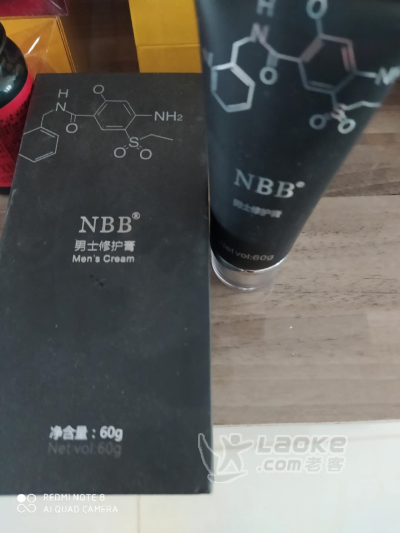 H
N
O
O
NH₂
S
O
O
NBB®
男士修护膏
Men's Cream
净含量：60g
Net vol:60g
H
N
O
O
NH
NBB®
男士修护膏
Net vol:60g
Laoke
.com老客
REDMI NOTE 8
AI QUAD CAMERA